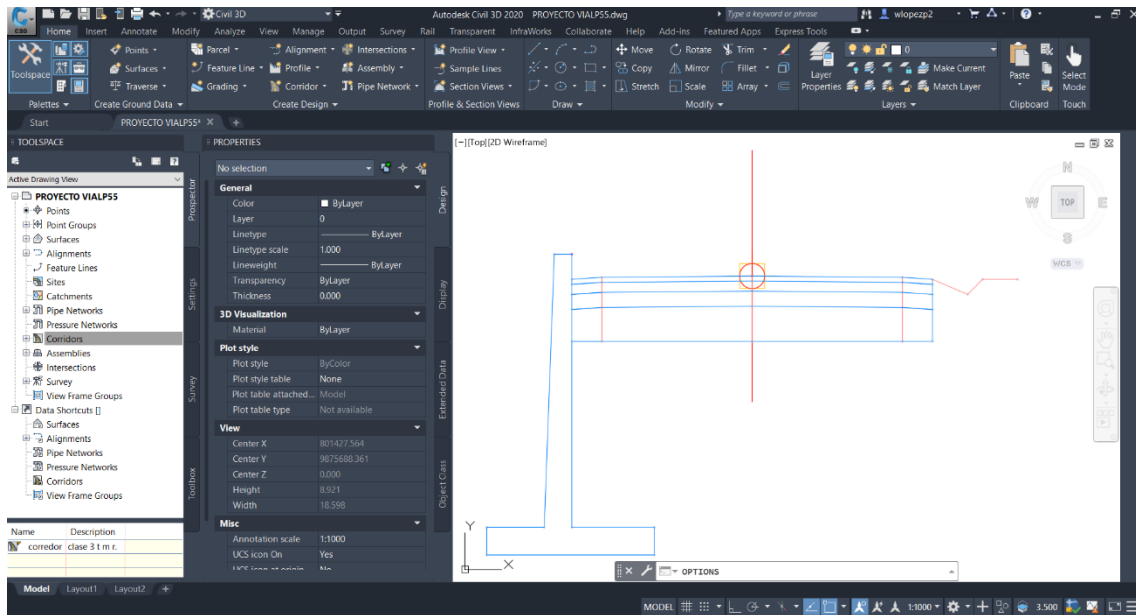 C3D Civil 3D Autodesk Civil 3D 2020 PROYECTO VIALP55.dwg Type a keyword or phrase wlopezp2
Home Insert Annotate Modify Analyze View Manage Output Survey Rail Transparent InfraWorks Collaborate Help Add-ins Featured Apps Express Tools
Points Parcel Alignment Intersections Profile View Move Rotate Trim 0
Surfaces Feature Line Profile Assembly Sample Lines Copy Mirror Fillet Make Current
Traverse Grading Corridor Pipe Network Section Views Stretch Scale Array Match Layer
Toolspace Layer Properties Paste Select Mode
Palettes Create Ground Data Create Design Profile & Section Views Draw Modify Layers Clipboard Touch
Start PROYECTO VIALP55*
TOOLSPACE
Active Drawing View
PROYECTO VIALP55
Points
Point Groups
Surfaces
Alignments
Feature Lines
Sites
Catchments
Pipe Networks
Pressure Networks
Corridors
Assemblies
Intersections
Survey
View Frame Groups
Data Shortcuts []
Surfaces
Alignments
Pipe Networks
Pressure Networks
Corridors
View Frame Groups
Name Description
corredor clase 3 t m r.
Prospector
Settings
Survey
Toolbox
PROPERTIES
No selection
General
Color ByLayer
Layer 0
Linetype ByLayer
Linetype scale 1.000
Lineweight ByLayer
Transparency ByLayer
Thickness 0.000
3D Visualization
Material ByLayer
Plot style
Plot style ByColor
Plot style table None
Plot table attached... Model
Plot table type Not available
View
Center X 801427.564
Center Y 9875688.361
Center Z 0.000
Height 8.921
Width 18.598
Misc
Annotation scale 1:1000
UCS icon On Yes
UCS icon at origin No
Design
Display
Extended Data
Object Class
[−][Top][2D Wireframe]
N
W TOP E
S
WCS
Y
X
OPTIONS
Model Layout1 Layout2 +
MODEL 1:1000 3.500